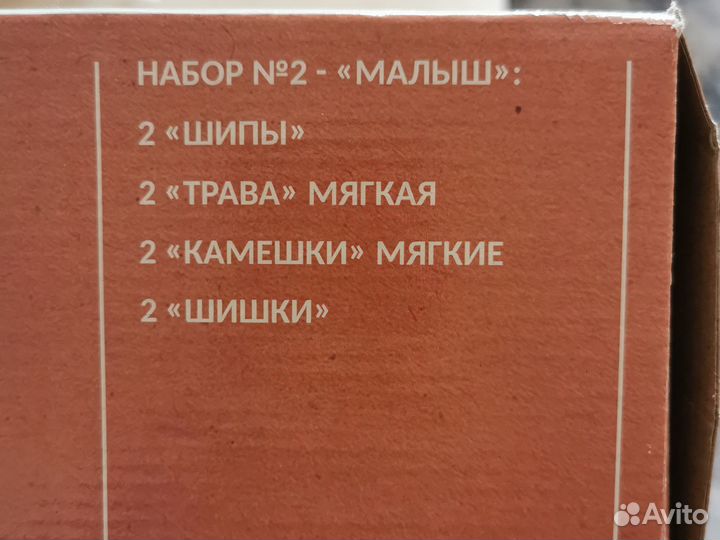 НАБОР №2 - «МАЛЫШ»:
2 «ШИПЫ»
2 «ТРАВА» МЯГКАЯ
2 «КАМЕШКИ» МЯГКИЕ
2 «ШИШКИ»
Avito